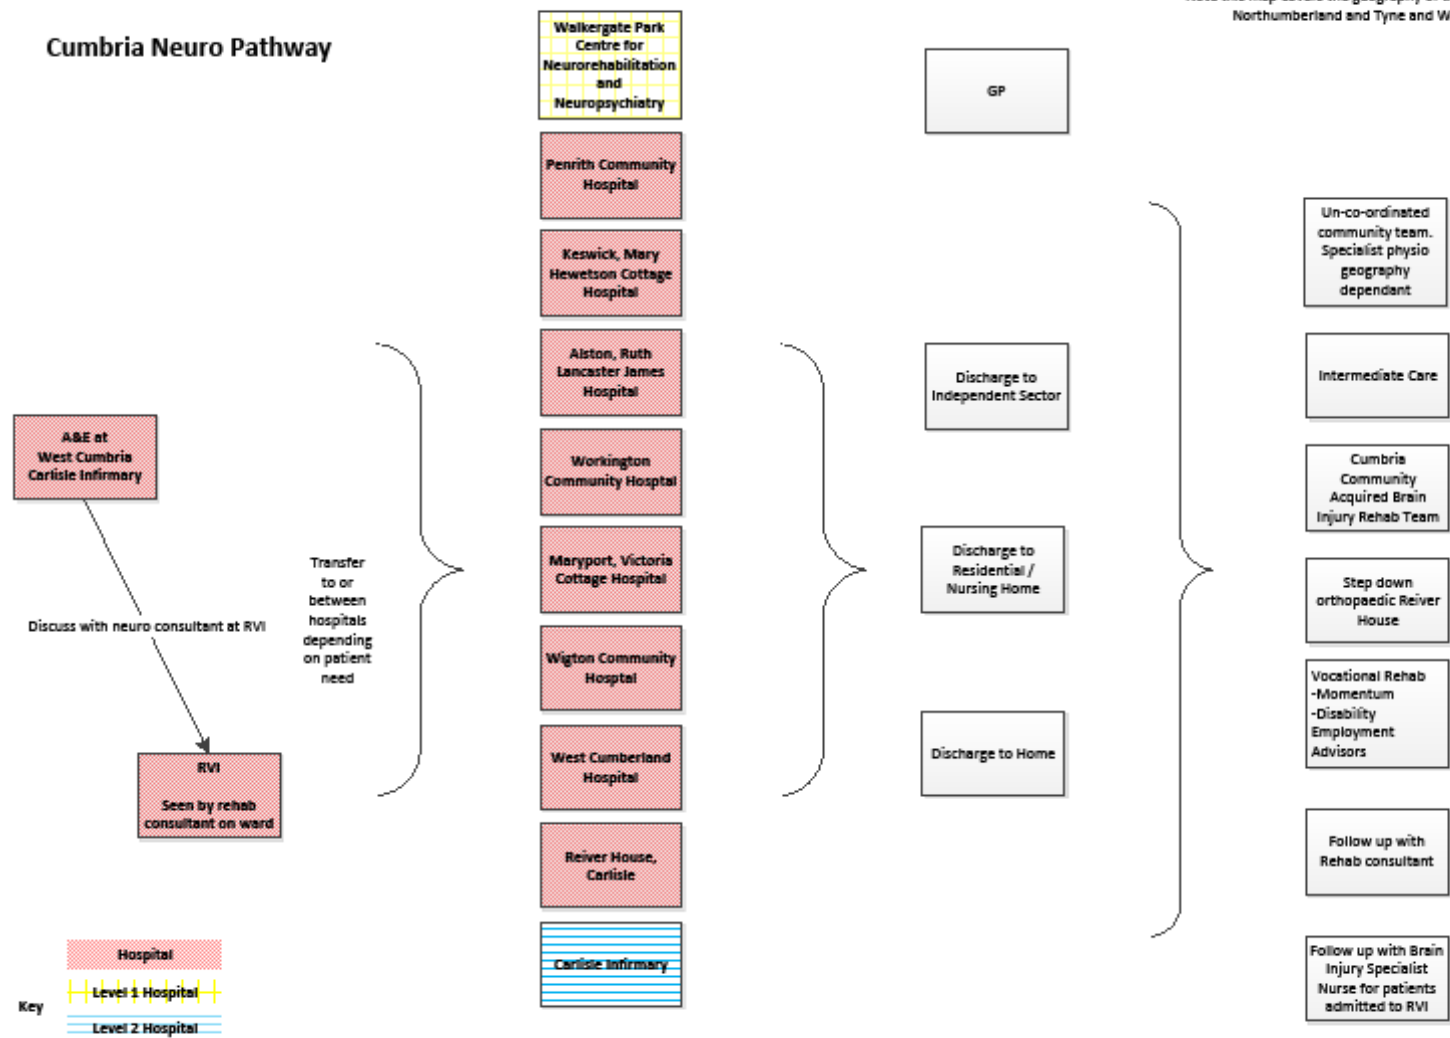 Northumberland and Tyne and W
Cumbria Neuro Pathway
Walkergate Park
Centre for
Neurorehabilitation
and
Neuropsychiatry
GP
Penrith Community
Hospital
Un-co-ordinated
community team.
Specialist physio
geography
dependant
Keswick, Mary
Hewetson Cottage
Hospital
Alston, Ruth
Lancaster James
Hospital
Discharge to
Independent Sector
Intermediate Care
A&E at
West Cumbria
Carlisle Infirmary
Workington
Community Hosptal
Cumbria
Community
Acquired Brain
Injury Rehab Team
Transfer
to or
between
hospitals
depending
on patient
need
Maryport, Victoria
Cottage Hospital
Discharge to
Residential /
Nursing Home
Step down
orthopaedic Reiver
House
Discuss with neuro consultant at RVI
Wigton Community
Hosptal
Vocational Rehab
-Momentum
-Disability
Employment
Advisors
RVI
Seen by rehab
consultant on ward
West Cumberland
Hospital
Discharge to Home
Reiver House,
Carlisle
Follow up with
Rehab consultant
Carlisle Infirmary
Follow up with Brain
Injury Specialist
Nurse for patients
admitted to RVI
Key
Hospital
Level 1 Hospital
Level 2 Hospital